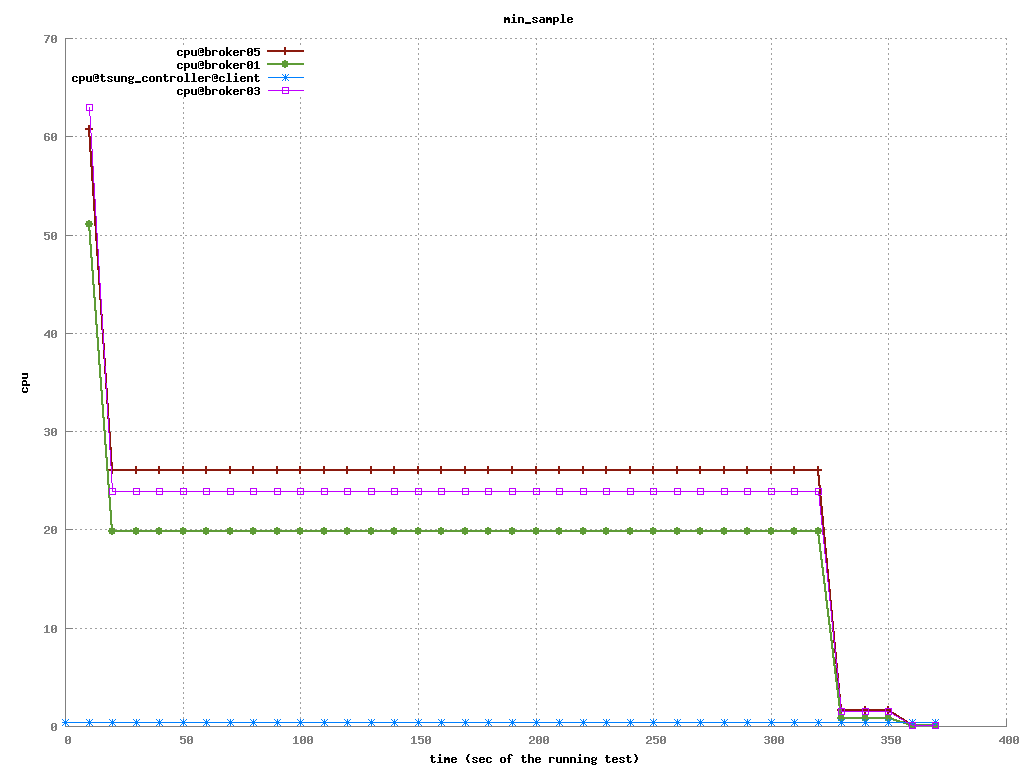 min_sample
cpu@broker05
cpu@broker01
cpu@tsung_controller@client
cpu@broker03
70
60
50
40
30
20
10
0
cpu
0 50 100 150 200 250 300 350 400
time (sec of the running test)